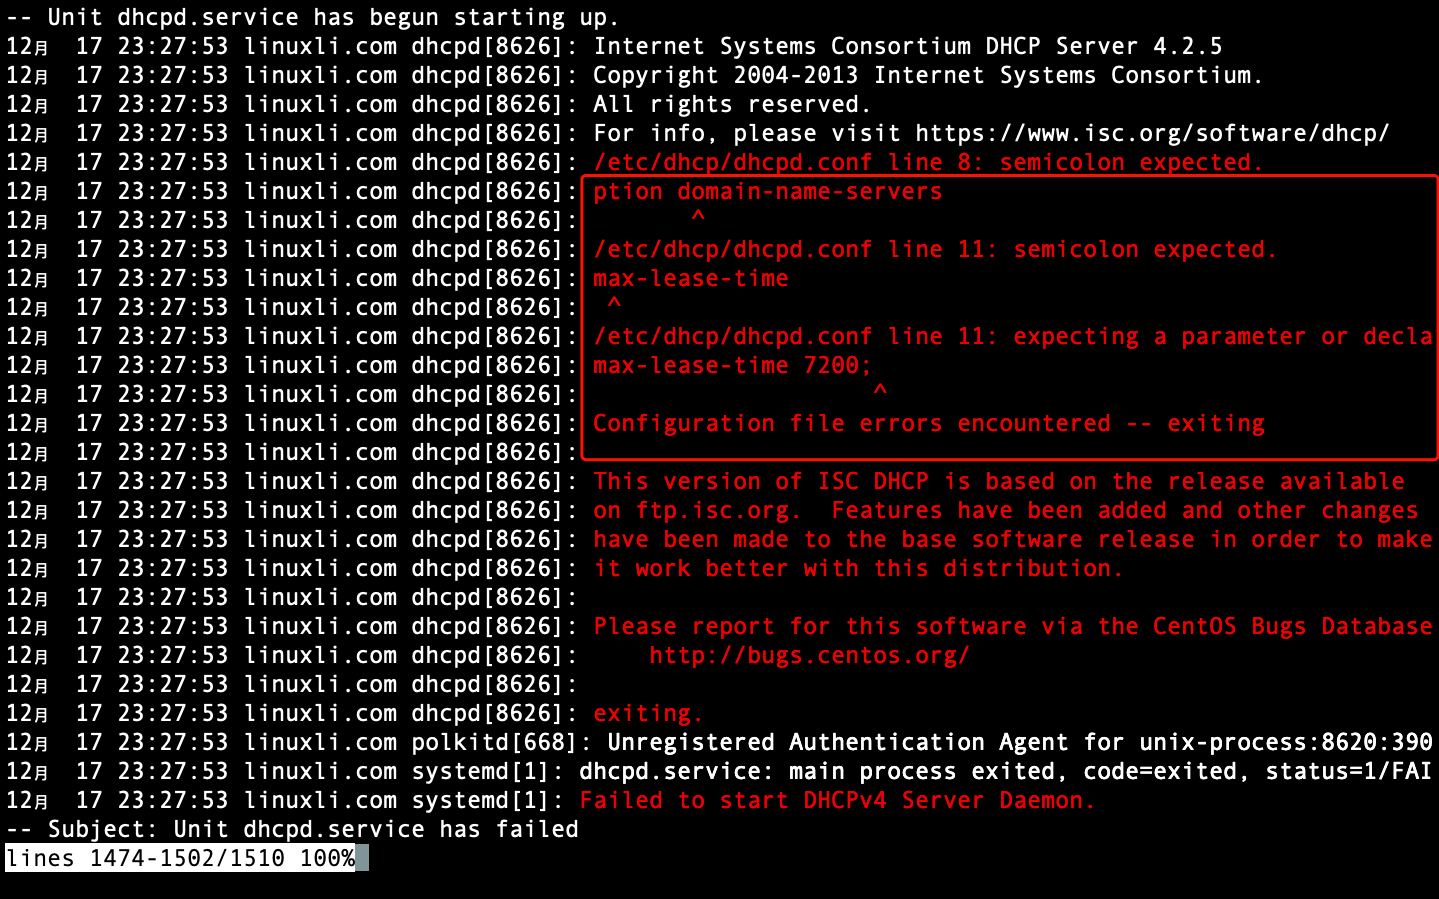 -- Unit dhcpd.service has begun starting up.
12月  17 23:27:53 linuxli.com dhcpd[8626]: Internet Systems Consortium DHCP Server 4.2.5
12月  17 23:27:53 linuxli.com dhcpd[8626]: Copyright 2004-2013 Internet Systems Consortium.
12月  17 23:27:53 linuxli.com dhcpd[8626]: All rights reserved.
12月  17 23:27:53 linuxli.com dhcpd[8626]: For info, please visit https://www.isc.org/software/dhcp/
12月  17 23:27:53 linuxli.com dhcpd[8626]: /etc/dhcp/dhcpd.conf line 8: semicolon expected.
12月  17 23:27:53 linuxli.com dhcpd[8626]: ption domain-name-servers
12月  17 23:27:53 linuxli.com dhcpd[8626]:        ^
12月  17 23:27:53 linuxli.com dhcpd[8626]: /etc/dhcp/dhcpd.conf line 11: semicolon expected.
12月  17 23:27:53 linuxli.com dhcpd[8626]: max-lease-time
12月  17 23:27:53 linuxli.com dhcpd[8626]:  ^
12月  17 23:27:53 linuxli.com dhcpd[8626]: /etc/dhcp/dhcpd.conf line 11: expecting a parameter or decla
12月  17 23:27:53 linuxli.com dhcpd[8626]: max-lease-time 7200;
12月  17 23:27:53 linuxli.com dhcpd[8626]:                     ^
12月  17 23:27:53 linuxli.com dhcpd[8626]: Configuration file errors encountered -- exiting
12月  17 23:27:53 linuxli.com dhcpd[8626]:
12月  17 23:27:53 linuxli.com dhcpd[8626]: This version of ISC DHCP is based on the release available
12月  17 23:27:53 linuxli.com dhcpd[8626]: on ftp.isc.org.  Features have been added and other changes
12月  17 23:27:53 linuxli.com dhcpd[8626]: have been made to the base software release in order to make
12月  17 23:27:53 linuxli.com dhcpd[8626]: it work better with this distribution.
12月  17 23:27:53 linuxli.com dhcpd[8626]:
12月  17 23:27:53 linuxli.com dhcpd[8626]: Please report for this software via the CentOS Bugs Database
12月  17 23:27:53 linuxli.com dhcpd[8626]:     http://bugs.centos.org/
12月  17 23:27:53 linuxli.com dhcpd[8626]:
12月  17 23:27:53 linuxli.com dhcpd[8626]: exiting.
12月  17 23:27:53 linuxli.com polkitd[668]: Unregistered Authentication Agent for unix-process:8620:390
12月  17 23:27:53 linuxli.com systemd[1]: dhcpd.service: main process exited, code=exited, status=1/FAI
12月  17 23:27:53 linuxli.com systemd[1]: Failed to start DHCPv4 Server Daemon.
-- Subject: Unit dhcpd.service has failed
lines 1474-1502/1510 100%